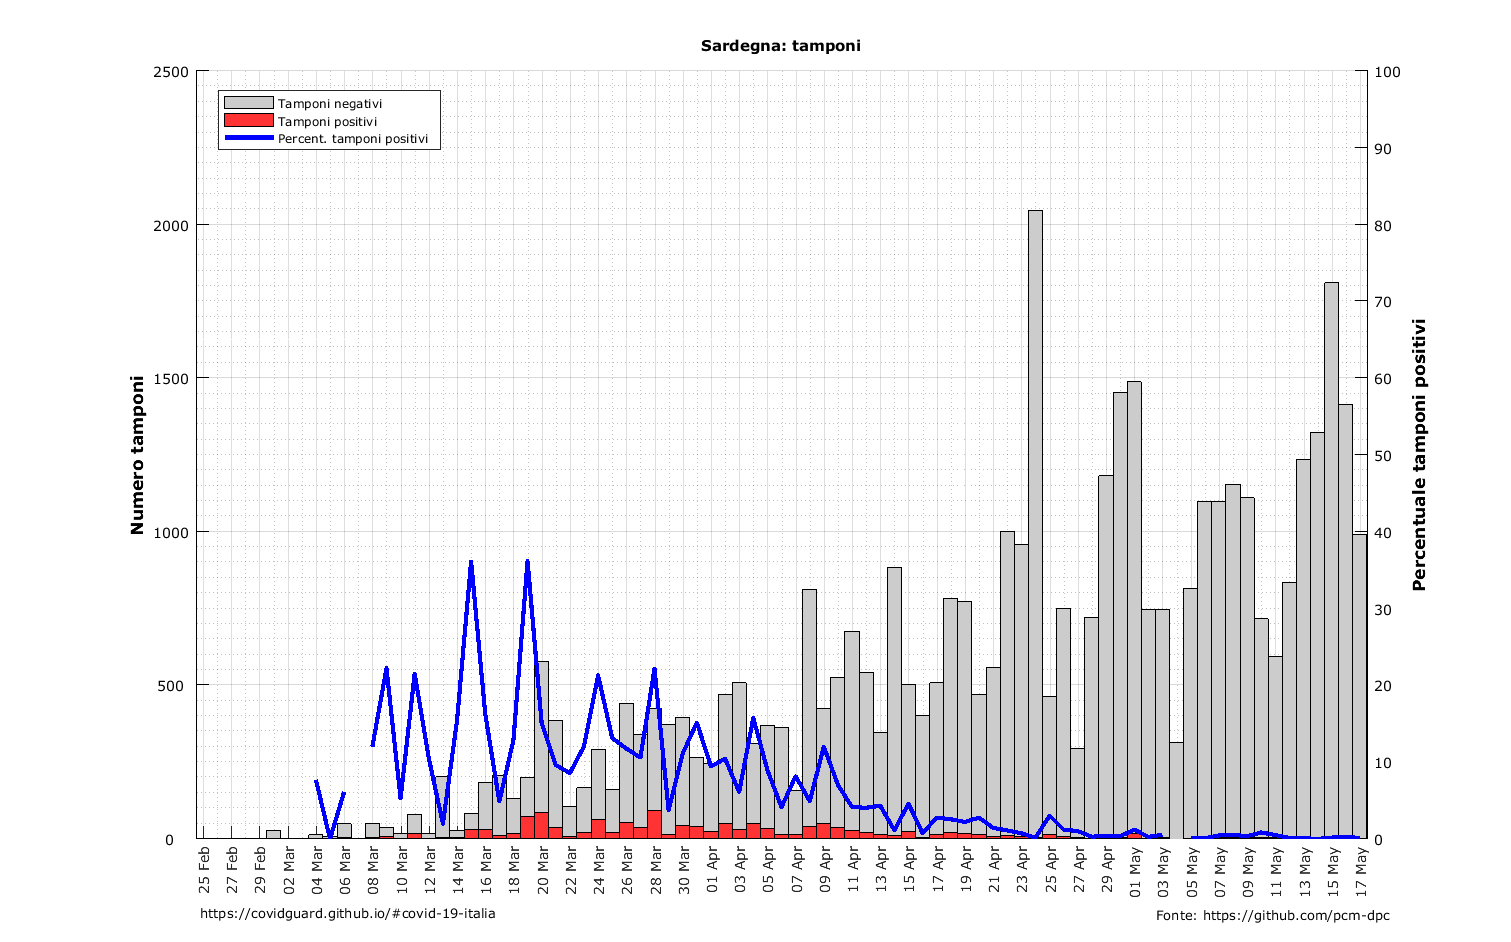 Sardegna: tamponi
2500
2000
1500
1000
500
0
Numero tamponi
Tamponi negativi
Tamponi positivi
Percent. tamponi positivi
100
90
80
70
60
50
40
30
20
10
0
Percentuale tamponi positivi
25 Feb
27 Feb
29 Feb
02 Mar
04 Mar
06 Mar
08 Mar
10 Mar
12 Mar
14 Mar
16 Mar
18 Mar
20 Mar
22 Mar
24 Mar
26 Mar
28 Mar
30 Mar
01 Apr
03 Apr
05 Apr
07 Apr
09 Apr
11 Apr
13 Apr
15 Apr
17 Apr
19 Apr
21 Apr
23 Apr
25 Apr
27 Apr
29 Apr
01 May
03 May
05 May
07 May
09 May
11 May
13 May
15 May
17 May
https://covidguard.github.io/#covid-19-italia
Fonte: https://github.com/pcm-dpc